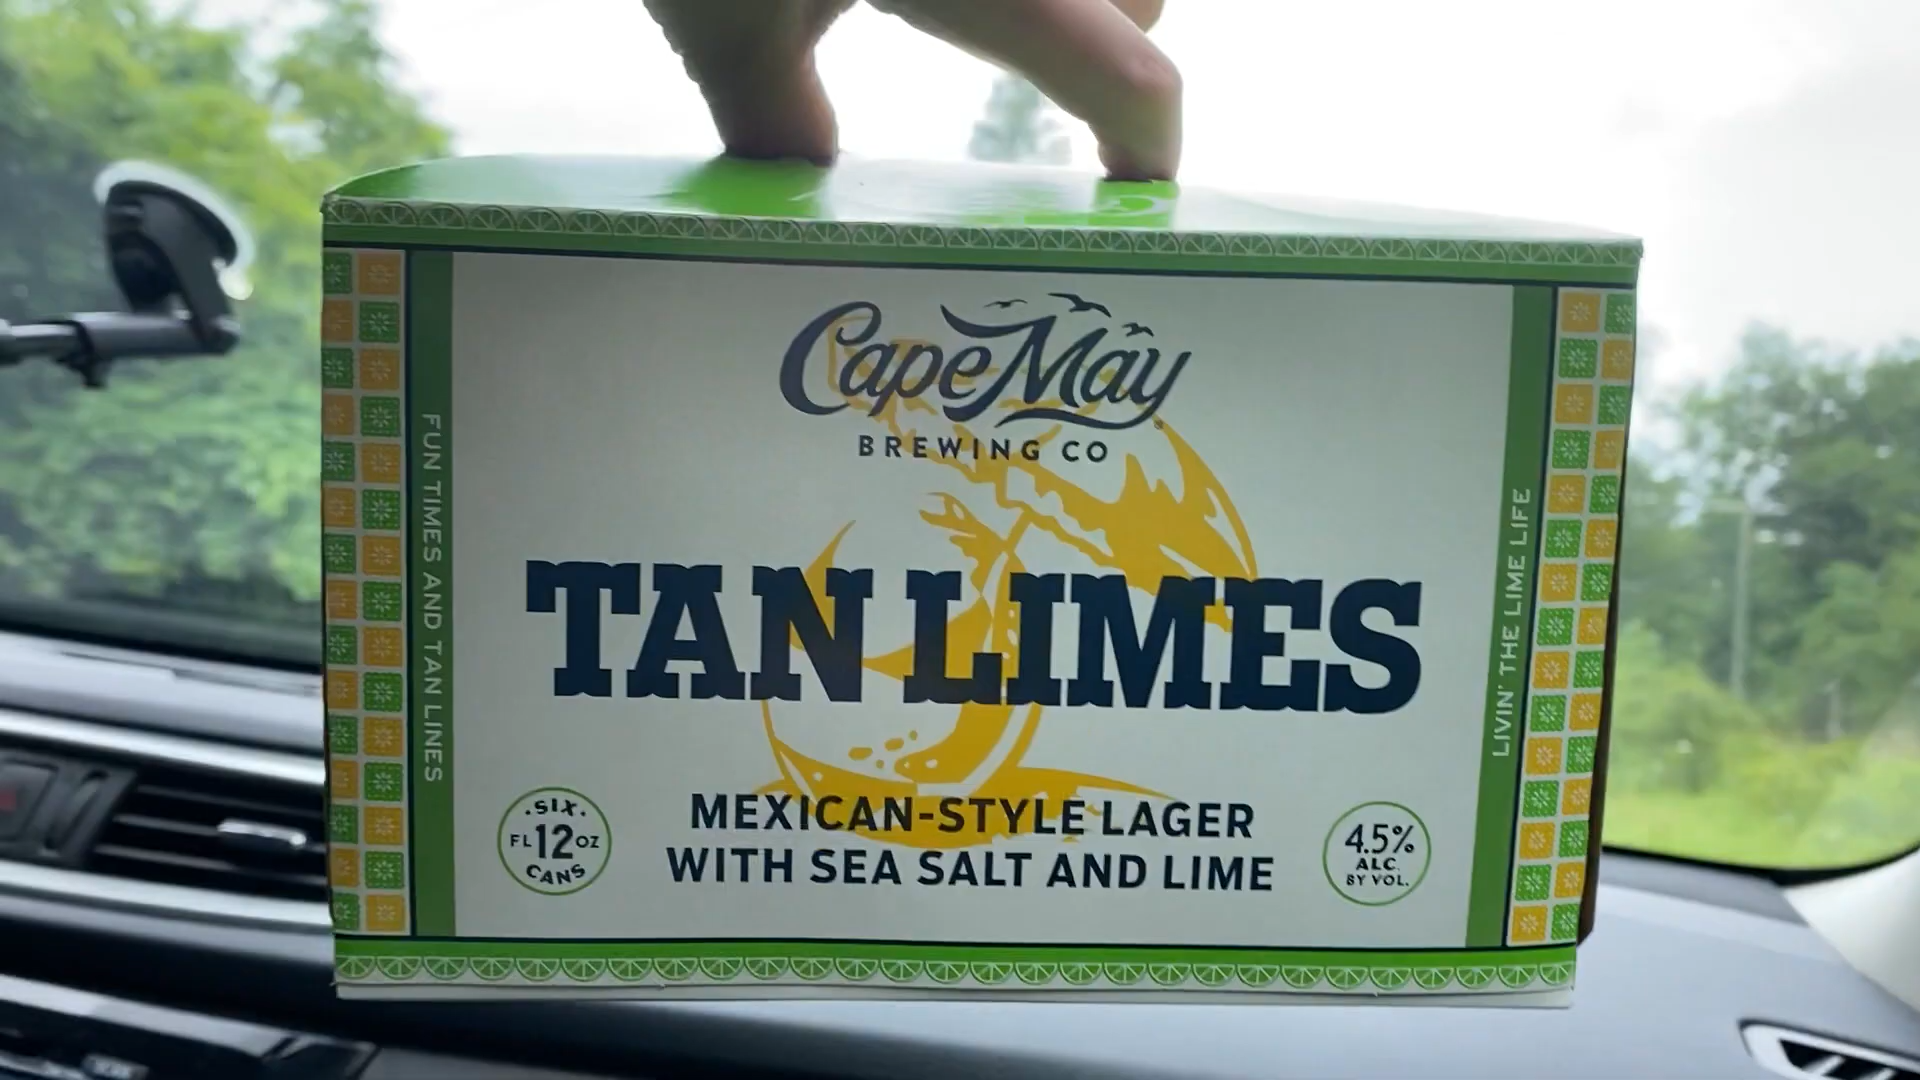 Cape May
BREWING CO
TAN LIMES
MEXICAN-STYLE LAGER
WITH SEA SALT AND LIME
FUN TIMES AND TAN LINES
LIVIN' THE LIME LIFE
·SIX·
FL 12 OZ
CANS
4.5%
ALC.
BY VOL.